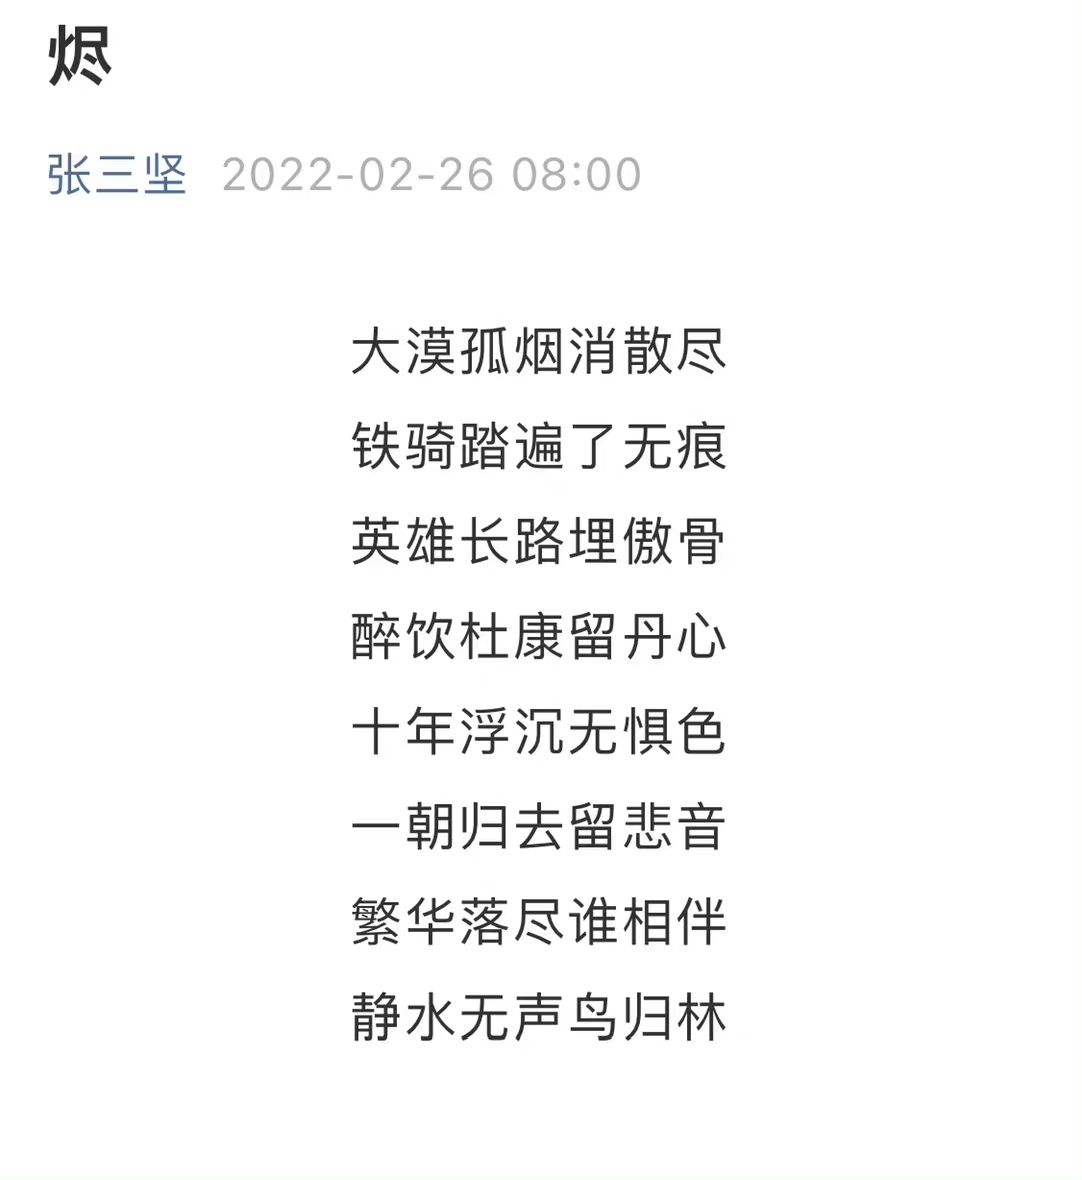 烬
张三坚 2022-02-26 08:00
大漠孤烟消散尽
铁骑踏遍了无痕
英雄长路埋傲骨
醉饮杜康留丹心
十年浮沉无惧色
一朝归去留悲音
繁华落尽谁相伴
静水无声鸟归林